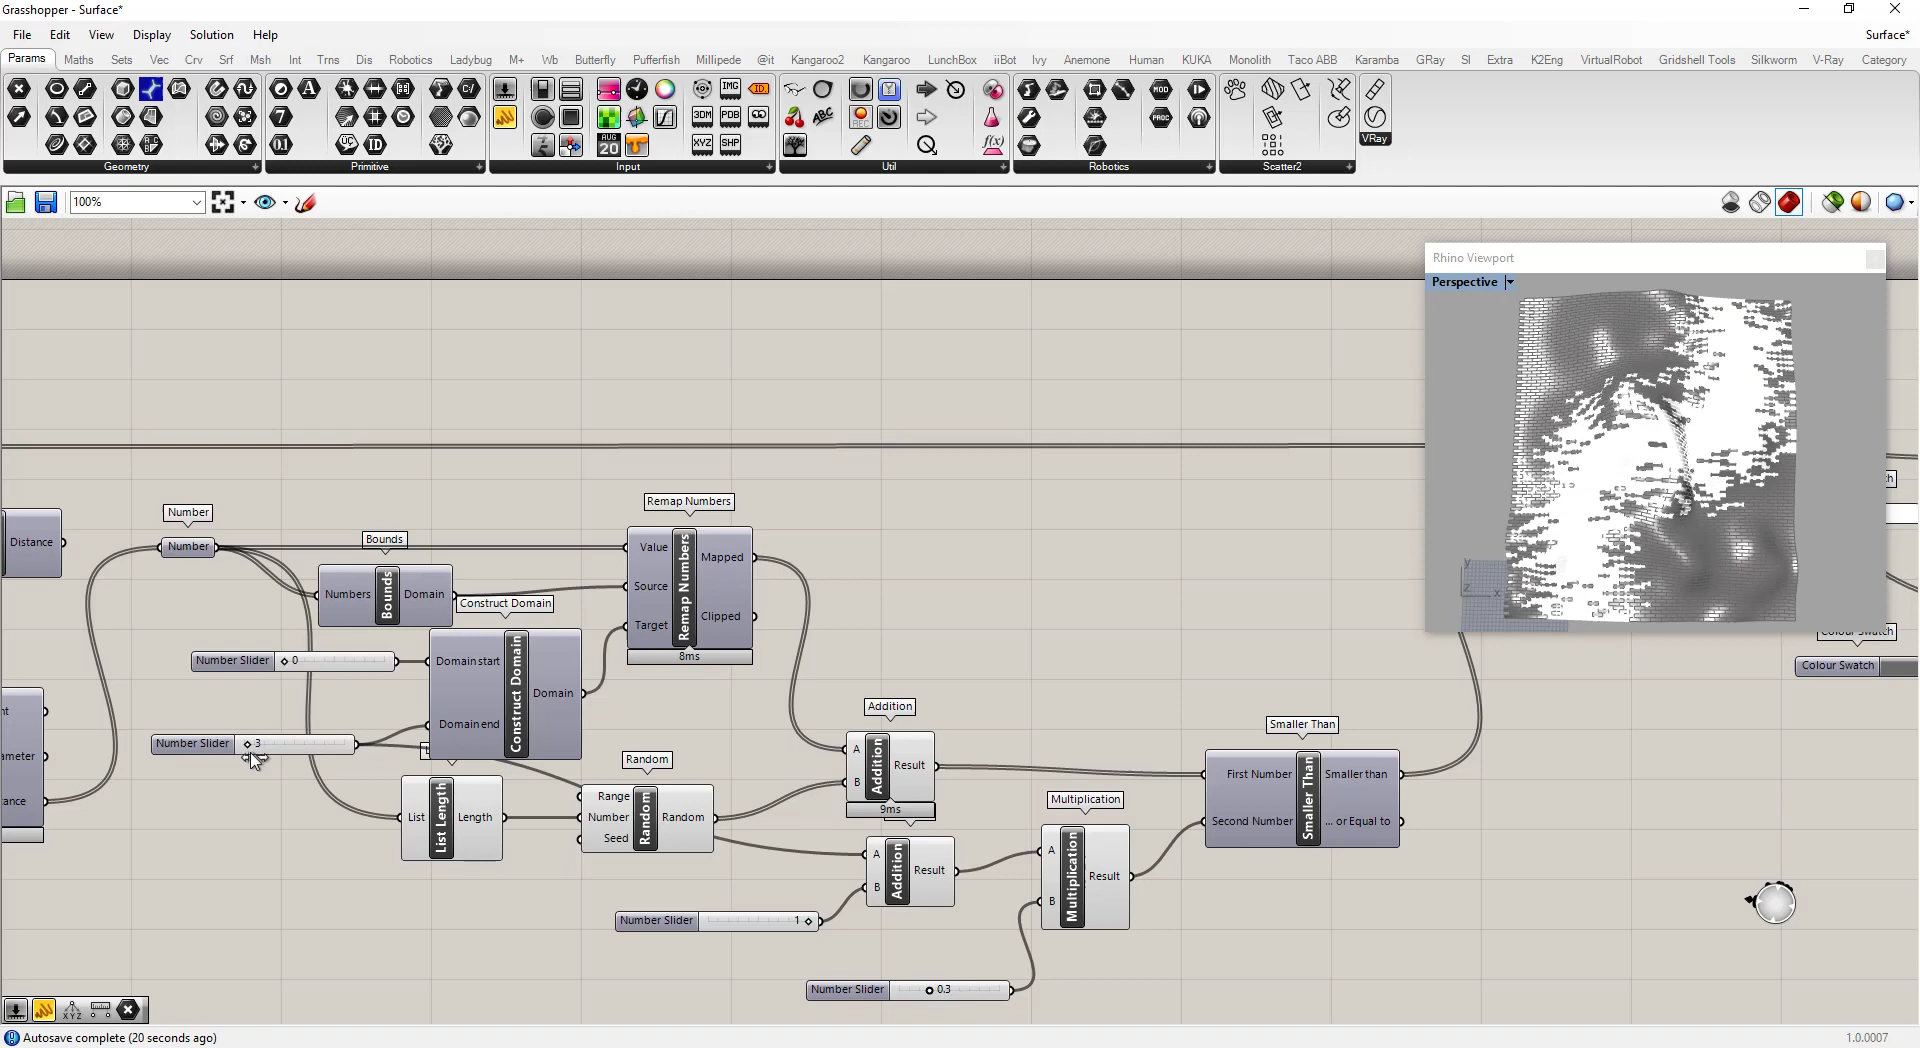 Grasshopper - Surface*
File Edit View Display Solution Help Surface*
Params Maths Sets Vec Crv Srf Msh Int Trns Dis Robotics Ladybug M+ Wb Butterfly Pufferfish Millipede @it Kangaroo2 Kangaroo LunchBox iiBot Ivy Anemone Human KUKA Monolith Taco ABB Karamba GRay SI Extra K2Eng VirtualRobot Gridshell Tools Silkworm V-Ray Category
Geometry Primitive Input Util Robotics Scatter2 VRay
100%
Rhino Viewport
Perspective
Remap Numbers
Number
Distance
Number
Bounds
Value
Mapped
Remap Numbers
Source
Numbers
Bounds
Domain
Construct Domain
Clipped
Target
8ms
Number Slider 0
Domain start
Construct Domain
Domain
Domain end
Number Slider 3
Colour Swatch
Colour Swatch
Addition
Smaller Than
A
Addition
Result
B
9ms
Random
Range
Number
Random
Random
Seed
List
List Length
Length
First Number
Smaller Than
Smaller than
Second Number
... or Equal to
Multiplication
A
Multiplication
Result
B
A
Addition
Result
B
Number Slider 1
Number Slider 0.3
Autosave complete (20 seconds ago)
1.0.0007